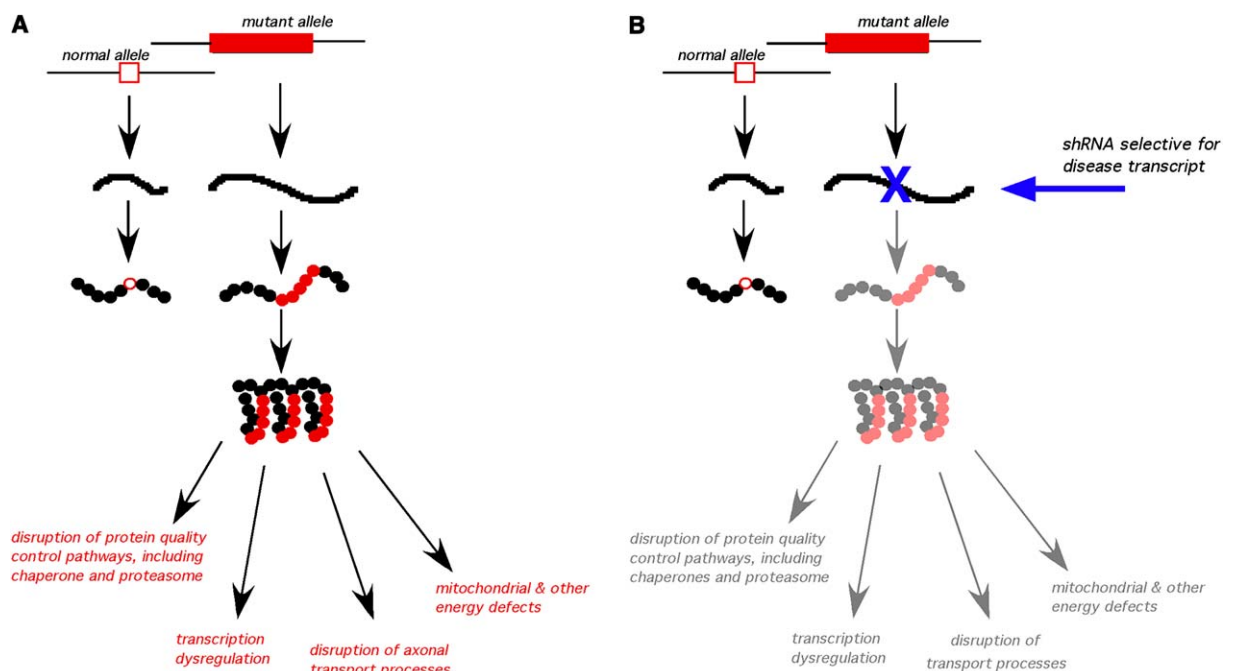 A
mutant allele
normal allele
disruption of protein quality
control pathways, including
chaperone and proteasome
mitochondrial & other
energy defects
transcription
dysregulation
disruption of axonal
transport processes
B
mutant allele
normal allele
shRNA selective for
disease transcript
X
disruption of protein quality
control pathways, including
chaperones and proteasome
mitochondrial & other
energy defects
transcription
dysregulation
disruption of
transport processes